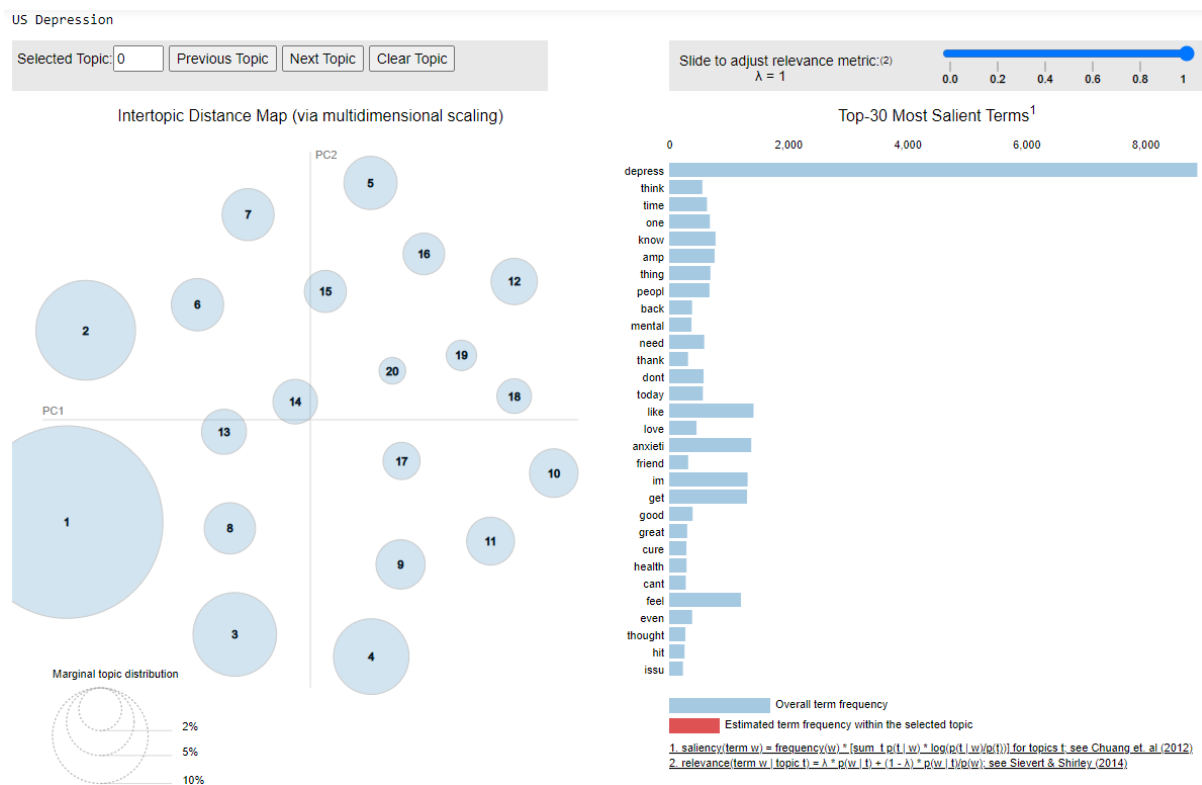 US Depression
Selected Topic: 0 Previous Topic Next Topic Clear Topic
Slide to adjust relevance metric:(2)
λ = 1
0.0 0.2 0.4 0.6 0.8 1
Intertopic Distance Map (via multidimensional scaling)
PC2
PC1
5
7
16
12
15
6
2
19
20
18
14
13
17
10
1
8
11
9
3
4
Marginal topic distribution
2%
5%
10%
Top-30 Most Salient Terms1
0 2,000 4,000 6,000 8,000
depress
think
time
one
know
amp
thing
peopl
back
mental
need
thank
dont
today
like
love
anxieti
friend
im
get
good
great
cure
health
cant
feel
even
thought
hit
issu
Overall term frequency
Estimated term frequency within the selected topic
1. saliency(term w) = frequency(w) * [sum_t p(t | w) * log(p(t | w)/p(t))] for topics t; see Chuang et. al (2012)
2. relevance(term w | topic t) = λ * p(w | t) + (1 - λ) * p(w | t)/p(w); see Sievert & Shirley (2014)